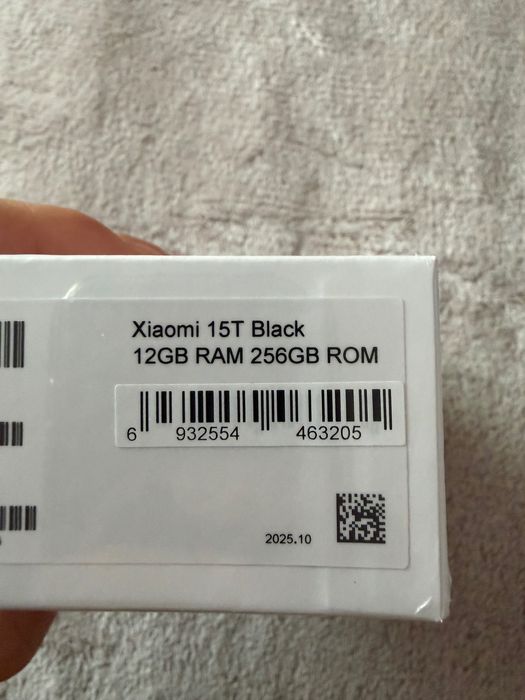 Xiaomi 15T Black
12GB RAM 256GB ROM
6 932554 463205
2025.10